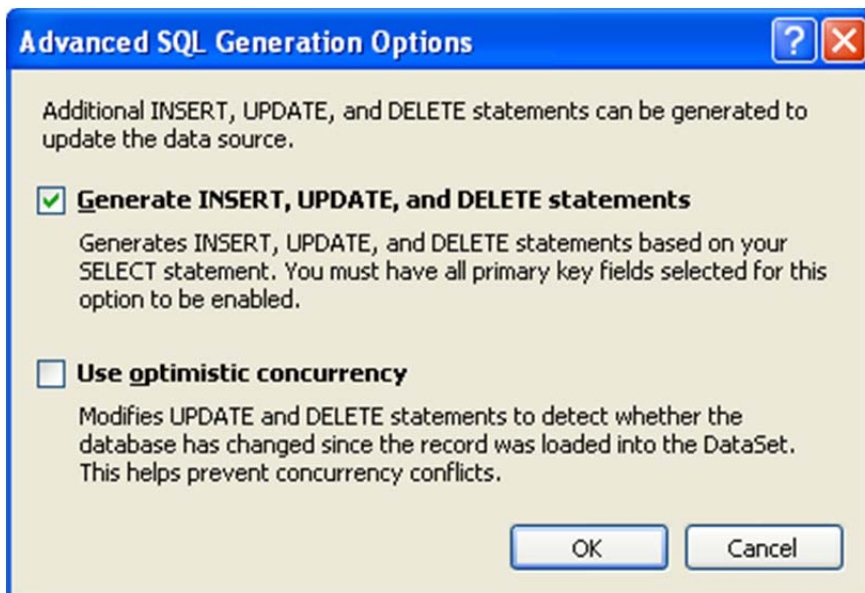 Advanced SQL Generation Options
Additional INSERT, UPDATE, and DELETE statements can be generated to
update the data source.
Generate INSERT, UPDATE, and DELETE statements
Generates INSERT, UPDATE, and DELETE statements based on your
SELECT statement. You must have all primary key fields selected for this
option to be enabled.
Use optimistic concurrency
Modifies UPDATE and DELETE statements to detect whether the
database has changed since the record was loaded into the DataSet.
This helps prevent concurrency conflicts.
OK Cancel